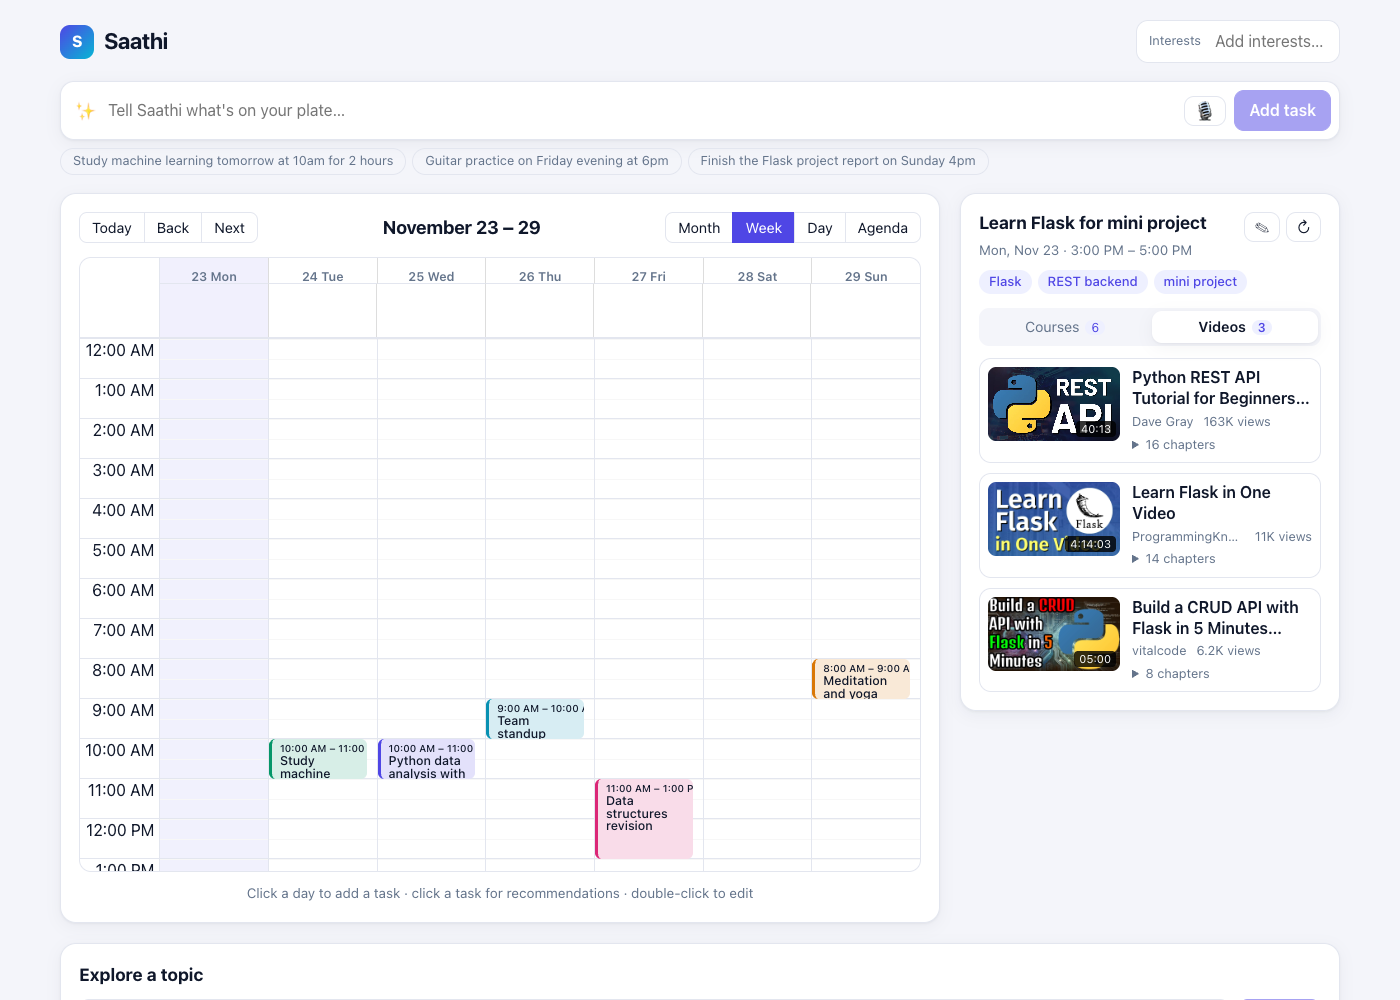 S
Saathi
Interests
Add interests...
Tell Saathi what's on your plate...
Add task
Study machine learning tomorrow at 10am for 2 hours
Guitar practice on Friday evening at 6pm
Finish the Flask project report on Sunday 4pm
Today
Back
Next
November 23 – 29
Month
Week
Day
Agenda
23 Mon
24 Tue
25 Wed
26 Thu
27 Fri
28 Sat
29 Sun
12:00 AM
1:00 AM
2:00 AM
3:00 AM
4:00 AM
5:00 AM
6:00 AM
7:00 AM
8:00 AM
9:00 AM
10:00 AM
11:00 AM
12:00 PM
1:00 PM
10:00 AM – 11:00
Study
machine
10:00 AM – 11:00
Python data
analysis with
9:00 AM – 10:00
Team
standup
11:00 AM – 1:00 P
Data
structures
revision
8:00 AM – 9:00 A
Meditation
and yoga
Click a day to add a task · click a task for recommendations · double-click to edit
Learn Flask for mini project
Mon, Nov 23 · 3:00 PM – 5:00 PM
Flask
REST backend
mini project
Courses 6
Videos 3
REST
API
40:13
Python REST API
Tutorial for Beginners...
Dave Gray 163K views
16 chapters
Learn
Flask
in One V
Flask
4:14:03
Learn Flask in One
Video
ProgrammingKn... 11K views
14 chapters
Build a CRUD
API with
Flask in 5
Minutes
05:00
Build a CRUD API with
Flask in 5 Minutes...
vitalcode 6.2K views
8 chapters
Explore a topic